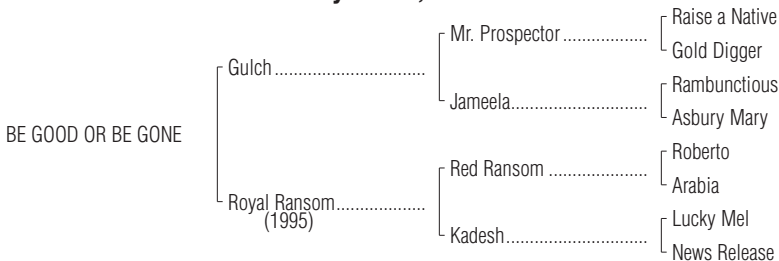 Raise a Native
Mr. Prospector ......................
Gold Digger
Gulch ...............................
Rambunctious
Jameela...................................
Asbury Mary
BE GOOD OR BE GONE
Roberto
Red Ransom .........................
Arabia
Royal Ransom..................
(1995)
Lucky Mel
Kadesh....................................
News Release